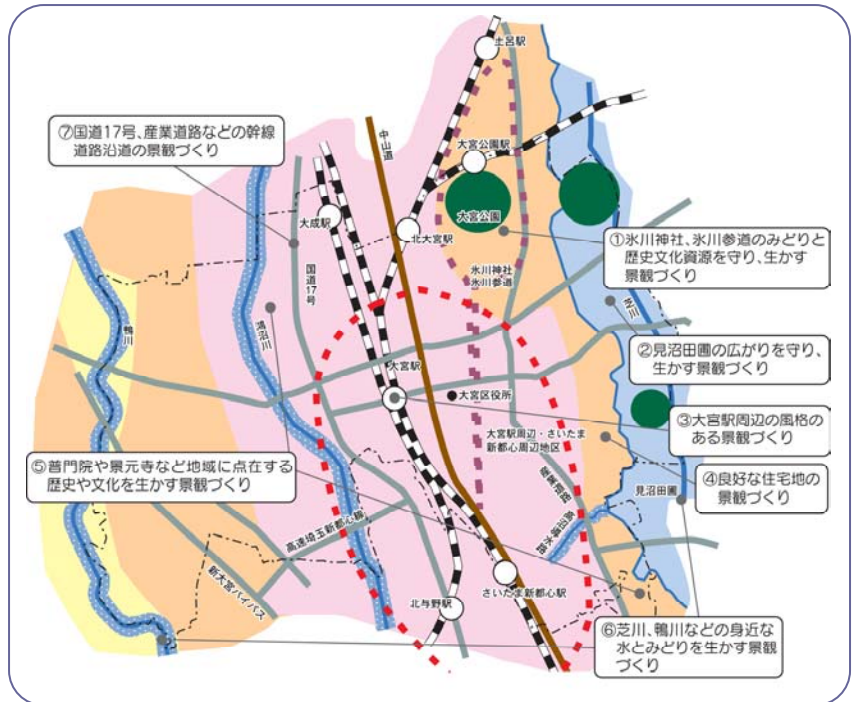 土呂駅
⑦国道17号、産業道路などの幹線
道路沿道の景観づくり
中山道
大宮公園駅
大成駅
大宮公園
北大宮駅
①氷川神社、氷川参道のみどりと
歴史文化資源を守り、生かす
景観づくり
国道17号
氷川神社
氷川参道
芝川
鴨川
鴻沼川
②見沼田圃の広がりを守り、
生かす景観づくり
大宮駅
大宮区役所
③大宮駅周辺の風格の
ある景観づくり
大宮駅周辺・さいたま
新都心周辺地区
⑤普門院や景元寺など地域に点在する
歴史や文化を生かす景観づくり
④良好な住宅地の
景観づくり
産業道路
見沼田圃
高沼用水路
高速埼玉新都心線
新大宮バイパス
さいたま新都心駅
北与野駅
⑥芝川、鴨川などの身近な
水とみどりを生かす景観
づくり